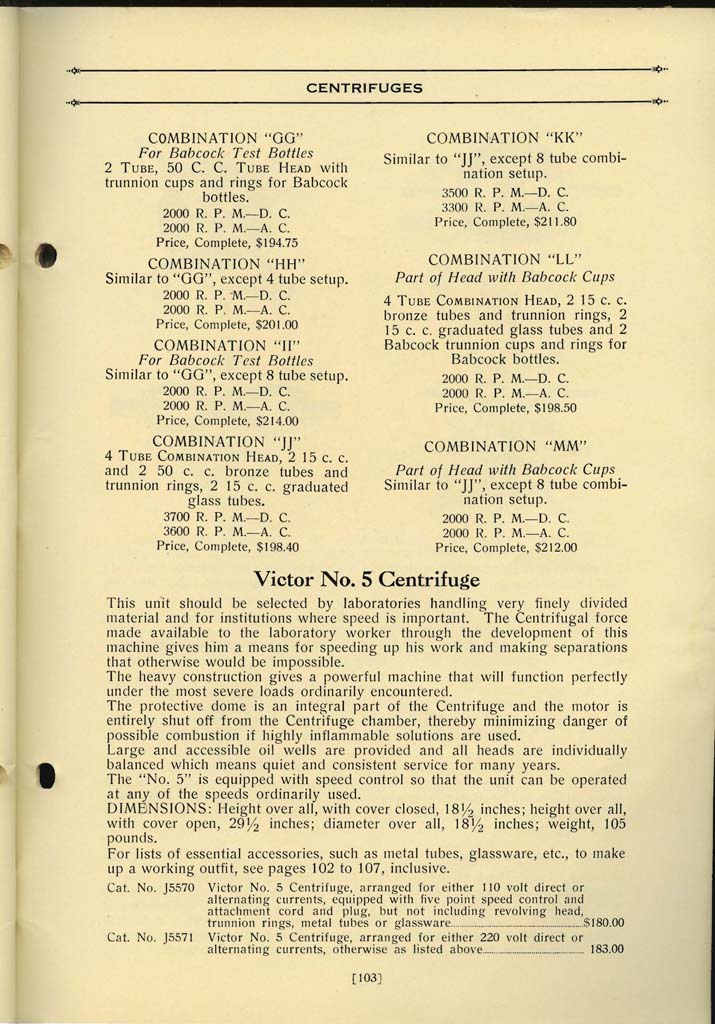 CENTRIFUGES
COMBINATION "GG"
For Babcock Test Bottles
2 Tube, 50 C. C. Tube Head with
trunnion cups and rings for Babcock
bottles.
2000 R. P. M.—D. C.
2000 R. P. M.—A. C.
Price, Complete, $194.75
COMBINATION "HH"
Similar to "GG", except 4 tube setup.
2000 R. P. M.—D. C.
2000 R. P. M.—A. C.
Price, Complete, $201.00
COMBINATION "II"
For Babcock Test Bottles
Similar to "GG", except 8 tube setup.
2000 R. P. M.—D. C.
2000 R. P. M.—A. C.
Price, Complete, $214.00
COMBINATION "JJ"
4 Tube Combination Head, 2 15 c. c.
and 2 50 c. c. bronze tubes and
trunnion rings, 2 15 c. c. graduated
glass tubes.
3700 R. P. M.—D. C.
3600 R. P. M.—A. C.
Price, Complete, $198.40
COMBINATION "KK"
Similar to "JJ", except 8 tube combi-
nation setup.
3500 R. P. M.—D. C.
3300 R. P. M.—A. C.
Price, Complete, $211.80
COMBINATION "LL"
Part of Head with Babcock Cups
4 Tube Combination Head, 2 15 c. c.
bronze tubes and trunnion rings, 2
15 c. c. graduated glass tubes and 2
Babcock trunnion cups and rings for
Babcock bottles.
2000 R. P. M.—D. C.
2000 R. P. M.—A. C.
Price, Complete, $198.50
COMBINATION "MM"
Part of Head with Babcock Cups
Similar to "JJ", except 8 tube combi-
nation setup.
2000 R. P. M.—D. C.
2000 R. P. M.—A. C.
Price, Complete, $212.00
Victor No. 5 Centrifuge
This unit should be selected by laboratories handling very finely divided
material and for institutions where speed is important. The Centrifugal force
made available to the laboratory worker through the development of this
machine gives him a means for speeding up his work and making separations
that otherwise would be impossible.
The heavy construction gives a powerful machine that will function perfectly
under the most severe loads ordinarily encountered.
The protective dome is an integral part of the Centrifuge and the motor is
entirely shut off from the Centrifuge chamber, thereby minimizing danger of
possible combustion if highly inflammable solutions are used.
Large and accessible oil wells are provided and all heads are individually
balanced which means quiet and consistent service for many years.
The "No. 5" is equipped with speed control so that the unit can be operated
at any of the speeds ordinarily used.
DIMENSIONS: Height over all, with cover closed, 18½ inches; height over all,
with cover open, 29½ inches; diameter over all, 18½ inches; weight, 105
pounds.
For lists of essential accessories, such as metal tubes, glassware, etc., to make
up a working outfit, see pages 102 to 107, inclusive.
Cat. No. J5570 Victor No. 5 Centrifuge, arranged for either 110 volt direct or
alternating currents, equipped with five point speed control and
attachment cord and plug, but not including revolving head,
trunnion rings, metal tubes or glassware $180.00
Cat. No. J5571 Victor No. 5 Centrifuge, arranged for either 220 volt direct or
alternating currents, otherwise as listed above 183.00
[103]